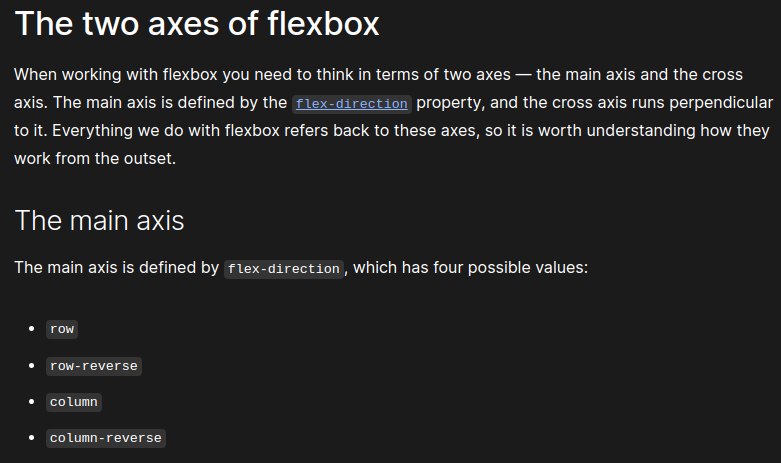 The two axes of flexbox
When working with flexbox you need to think in terms of two axes — the main axis and the cross
axis. The main axis is defined by the flex-direction property, and the cross axis runs perpendicular
to it. Everything we do with flexbox refers back to these axes, so it is worth understanding how they
work from the outset.
The main axis
The main axis is defined by flex-direction, which has four possible values:
• row
• row-reverse
• column
• column-reverse